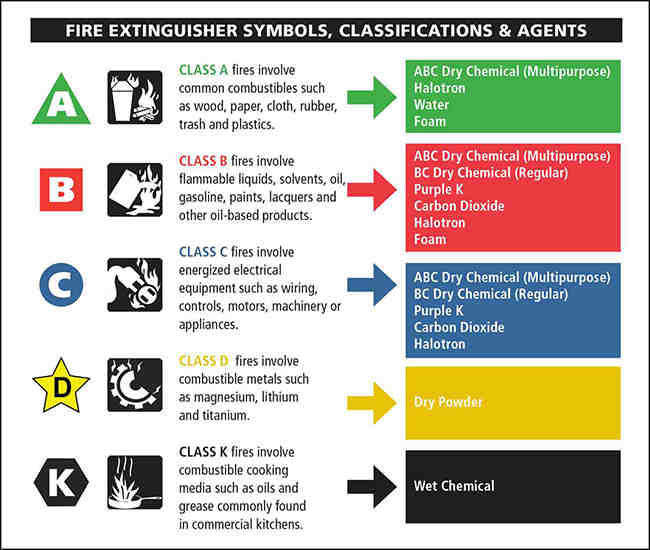 FIRE EXTINGUISHER SYMBOLS, CLASSIFICATIONS & AGENTS
A
CLASS A fires involve
common combustibles such
as wood, paper, cloth, rubber,
trash and plastics.
ABC Dry Chemical (Multipurpose)
Halotron
Water
Foam
B
CLASS B fires involve
flammable liquids, solvents, oil,
gasoline, paints, lacquers and
other oil-based products.
ABC Dry Chemical (Multipurpose)
BC Dry Chemical (Regular)
Purple K
Carbon Dioxide
Halotron
Foam
C
CLASS C fires involve
energized electrical
equipment such as wiring,
controls, motors, machinery or
appliances.
ABC Dry Chemical (Multipurpose)
BC Dry Chemical (Regular)
Purple K
Carbon Dioxide
Halotron
D
CLASS D fires involve
combustible metals such
as magnesium, lithium
and titanium.
Dry Powder
K
CLASS K fires involve
combustible cooking
media such as oils and
grease commonly found
in commercial kitchens.
Wet Chemical